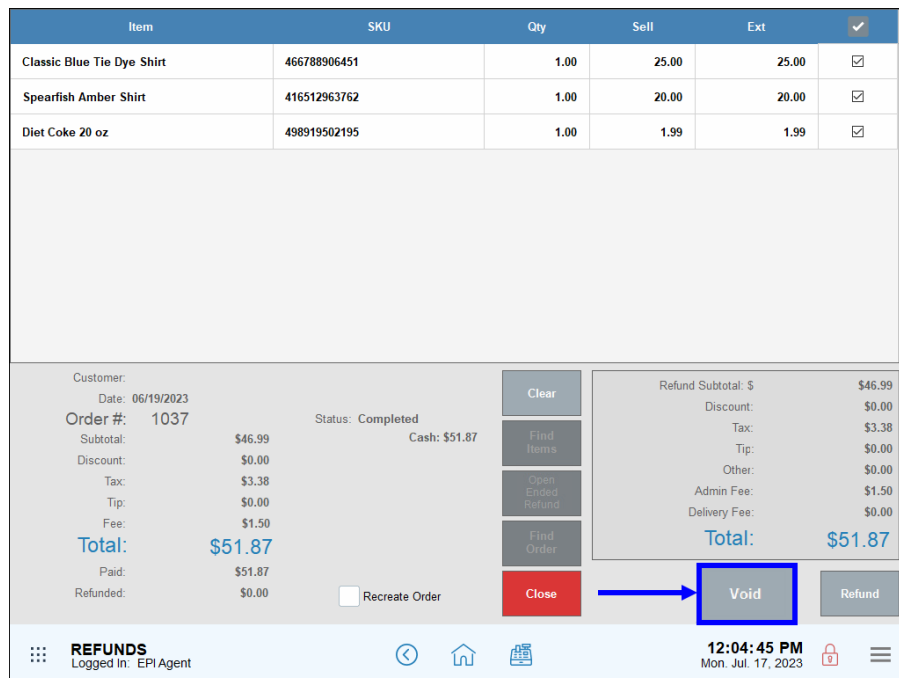 Item SKU Qty Sell Ext
Classic Blue Tie Dye Shirt 466788906451 1.00 25.00 25.00
Spearfish Amber Shirt 416512963762 1.00 20.00 20.00
Diet Coke 20 oz 498919502195 1.00 1.99 1.99
Customer:
Date: 06/19/2023
Order #: 1037
Subtotal: $46.99
Discount: $0.00
Tax: $3.38
Tip: $0.00
Fee: $1.50
Total: $51.87
Paid: $51.87
Refunded: $0.00
Status: Completed
Cash: $51.87
Recreate Order
Clear
Find
Items
Open
Ended
Refund
Find
Order
Close
Refund Subtotal: $ $46.99
Discount: $0.00
Tax: $3.38
Tip: $0.00
Other: $0.00
Admin Fee: $1.50
Delivery Fee: $0.00
Total: $51.87
Void
Refund
REFUNDS
Logged In: EPI Agent
12:04:45 PM
Mon. Jul. 17, 2023